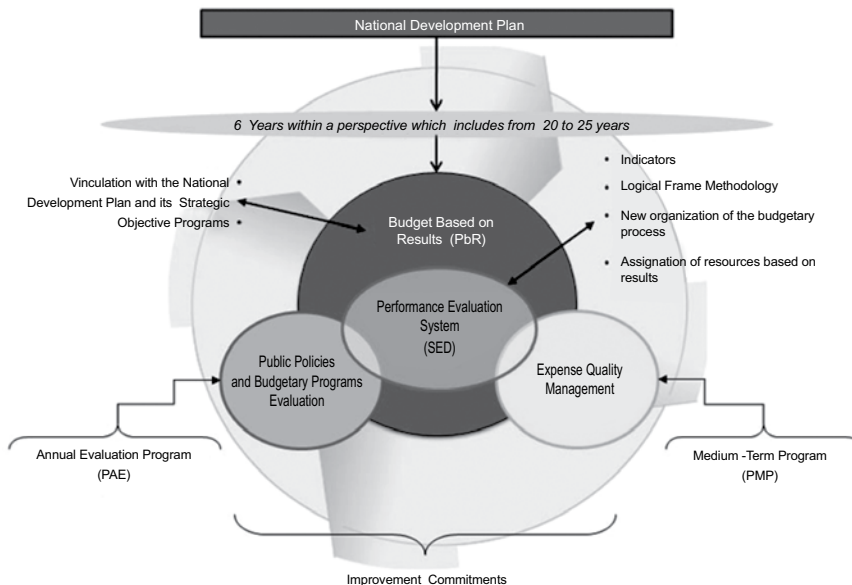 National Development Plan
6 Years within a perspective which includes from 20 to 25 years
Vinculation with the National •
Development Plan and its Strategic
Objective Programs •
• Indicators
• Logical Frame Methodology
• New organization of the budgetary
process
• Assignation of resources based on
results
Budget Based on
Results (PbR)
Performance Evaluation
System
(SED)
Public Policies
and Budgetary Programs
Evaluation
Expense Quality
Management
Annual Evaluation Program
(PAE)
Medium -Term Program
(PMP)
Improvement Commitments